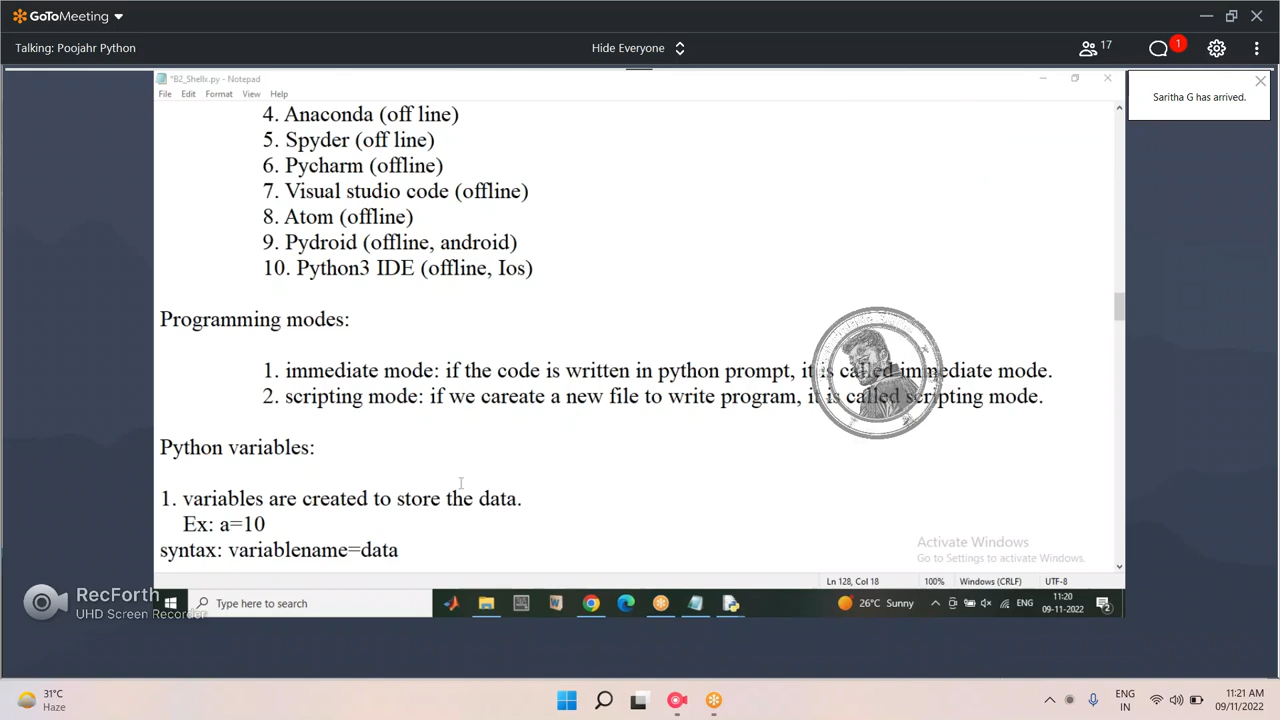 GoToMeeting
Talking: Poojahr Python
Hide Everyone
17
1
*B2_Shellx.py - Notepad
File Edit Format View Help
Saritha G has arrived.
4. Anaconda (off line)
5. Spyder (off line)
6. Pycharm (offline)
7. Visual studio code (offline)
8. Atom (offline)
9. Pydroid (offline, android)
10. Python3 IDE (offline, Ios)
Programming modes:
1. immediate mode: if the code is written in python prompt, it is called immediate mode.
2. scripting mode: if we careate a new file to write program, it is called scripting mode.
Python variables:
1. variables are created to store the data.
Ex: a=10
syntax: variablename=data
Activate Windows
Go to Settings to activate Windows.
Ln 128, Col 18 100% Windows (CRLF) UTF-8
RecForth
UHD Screen Recorder
Type here to search
26°C Sunny
ENG
11:20
09-11-2022
2
31°C
Haze
ENG
IN
11:21 AM
09/11/2022